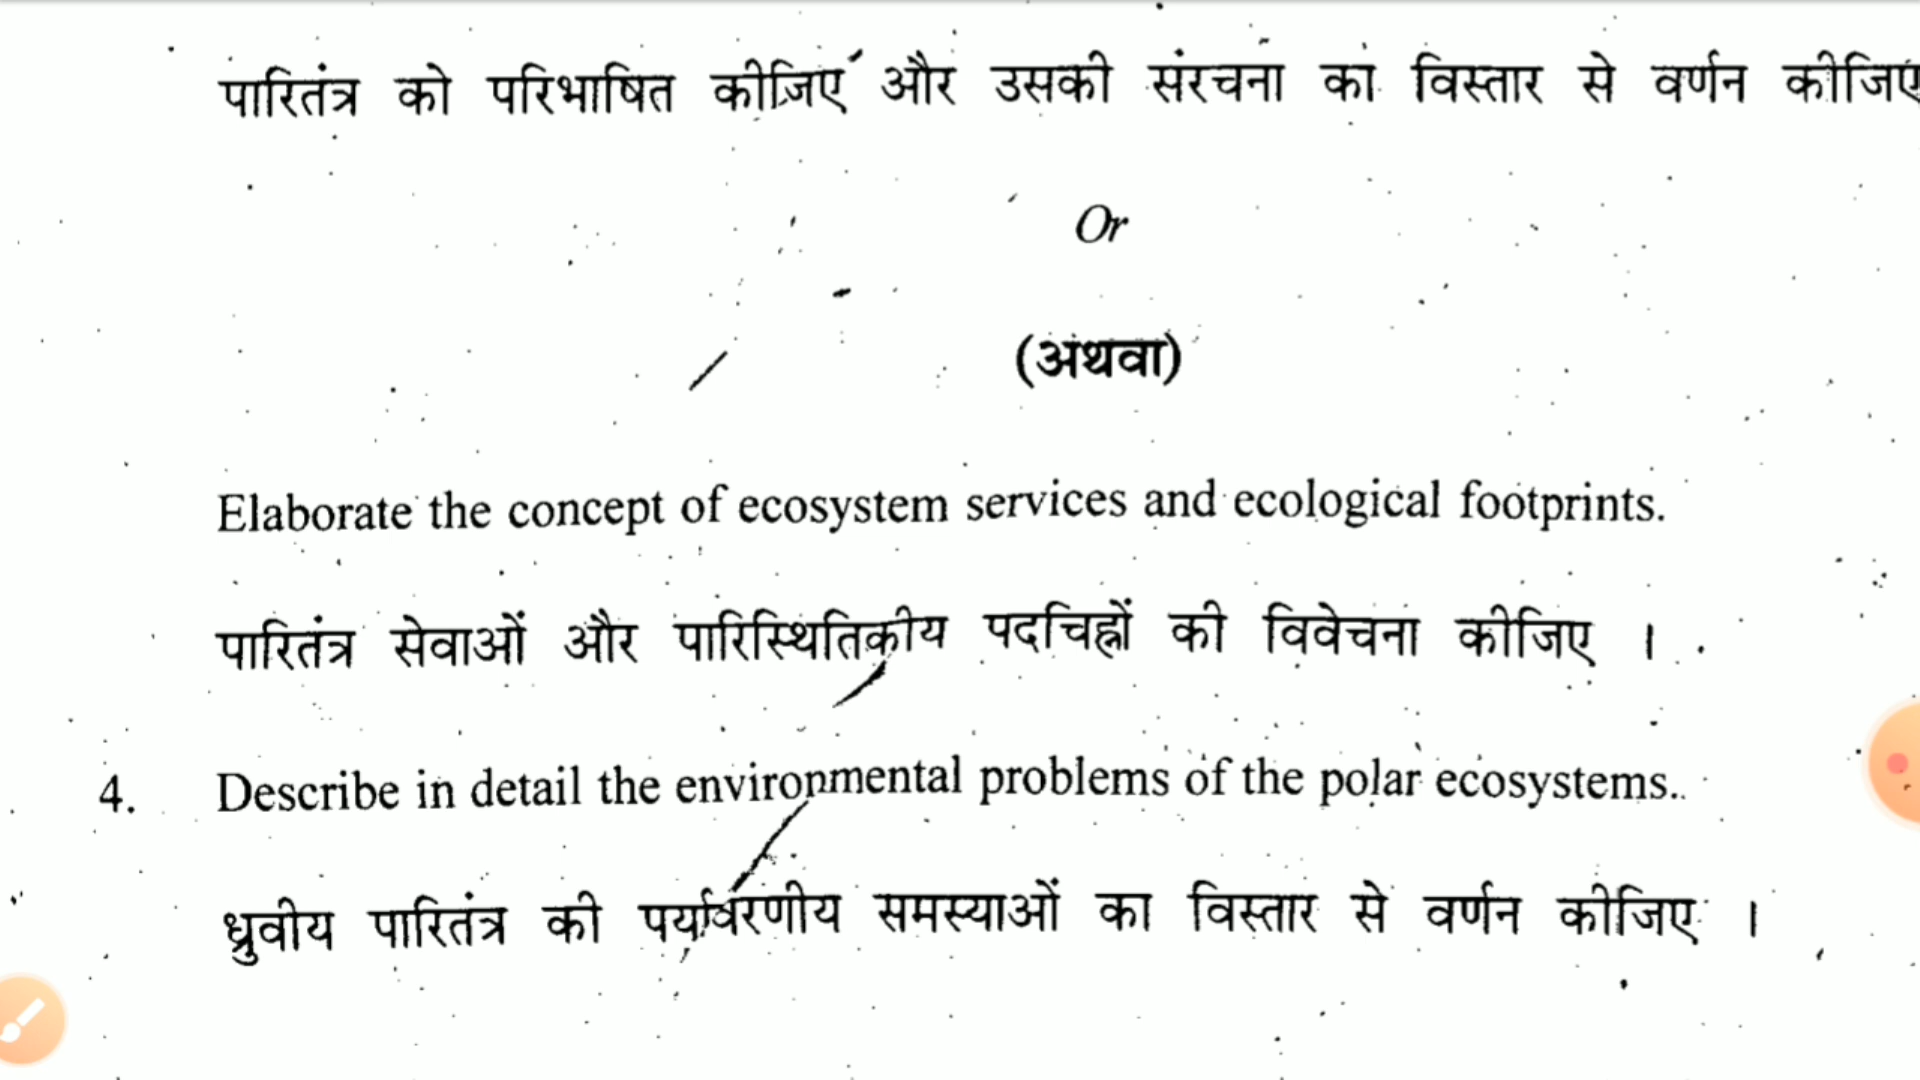 पारितंत्र को परिभाषित कीजिए और उसकी संरचना का विस्तार से वर्णन कीजिए
Or
(अथवा)
Elaborate the concept of ecosystem services and ecological footprints.
पारितंत्र सेवाओं और पारिस्थितिकीय पदचिह्नों की विवेचना कीजिए ।
4. Describe in detail the environmental problems of the polar ecosystems..
ध्रुवीय पारितंत्र की पर्यावरणीय समस्याओं का विस्तार से वर्णन कीजिए ।